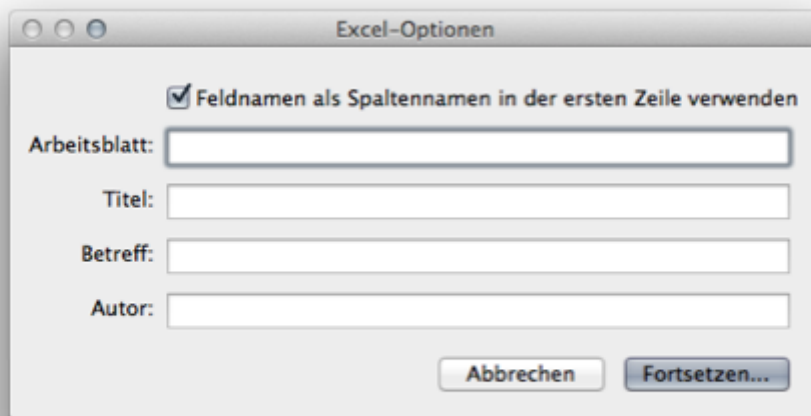 Excel-Optionen
Feldnamen als Spaltennamen in der ersten Zeile verwenden
Arbeitsblatt:
Titel:
Betreff:
Autor:
Abbrechen Fortsetzen...